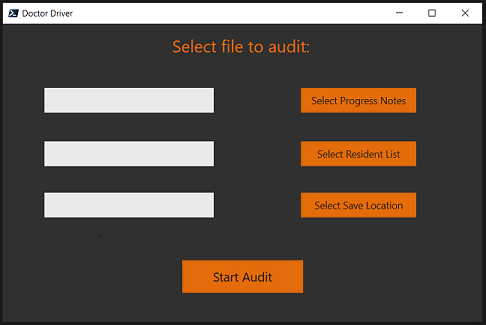 Doctor Driver
Select file to audit:
Select Progress Notes
Select Resident List
Select Save Location
Start Audit